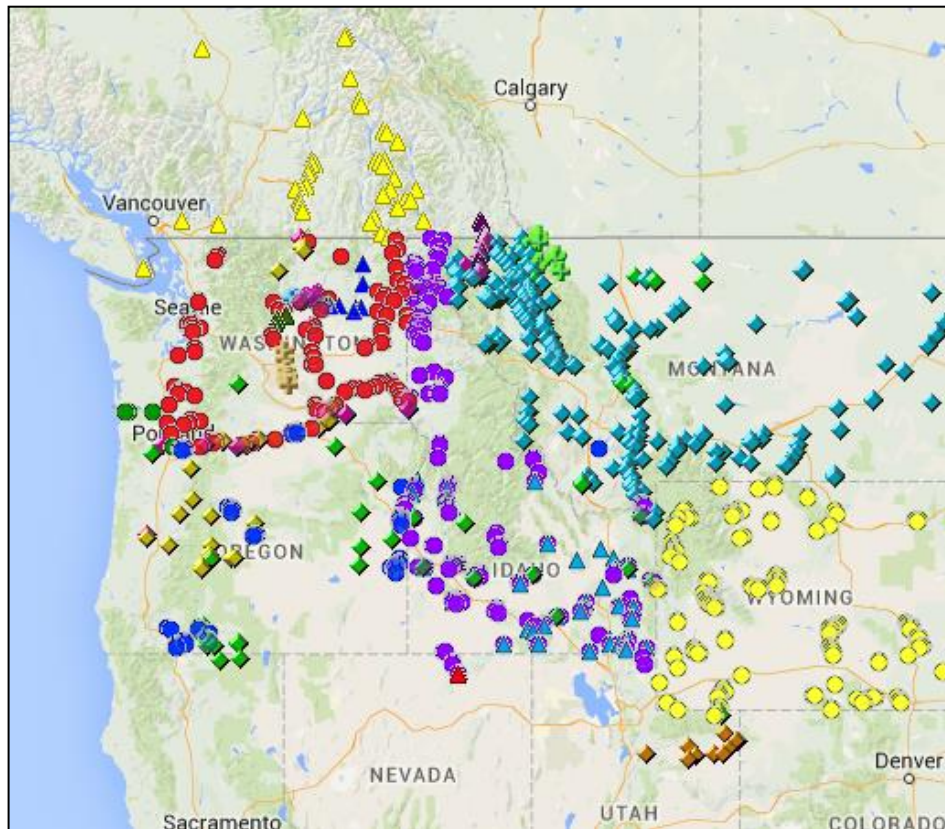 Calgary
Vancouver
Seattle
WASHINGTON
MONTANA
Portland
OREGON
IDAHO
WYOMING
NEVADA
Denver
UTAH
COLORADO
Sacramento